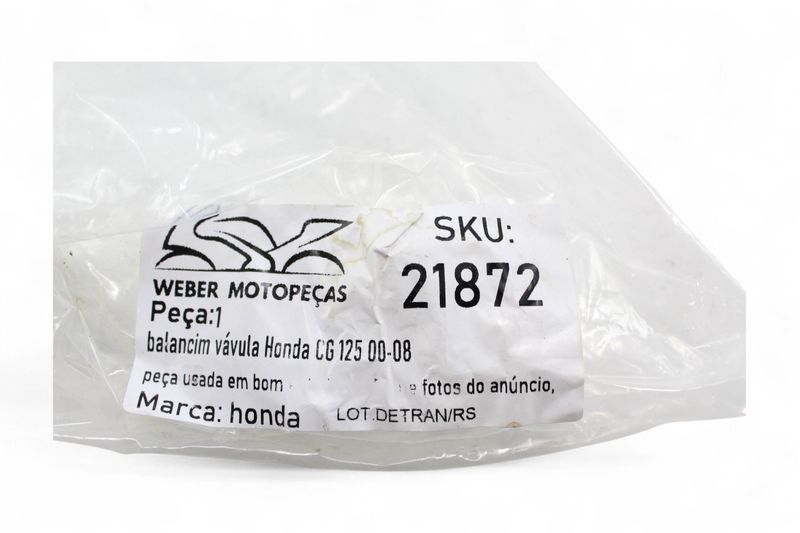 SKU:
21872
WEBER MOTOPEÇAS
Peça:1
balancim vávula Honda CG 125 00-08
peça usada em bom e fotos do anúncio,
Marca: honda
LOT.DETRAN/RS